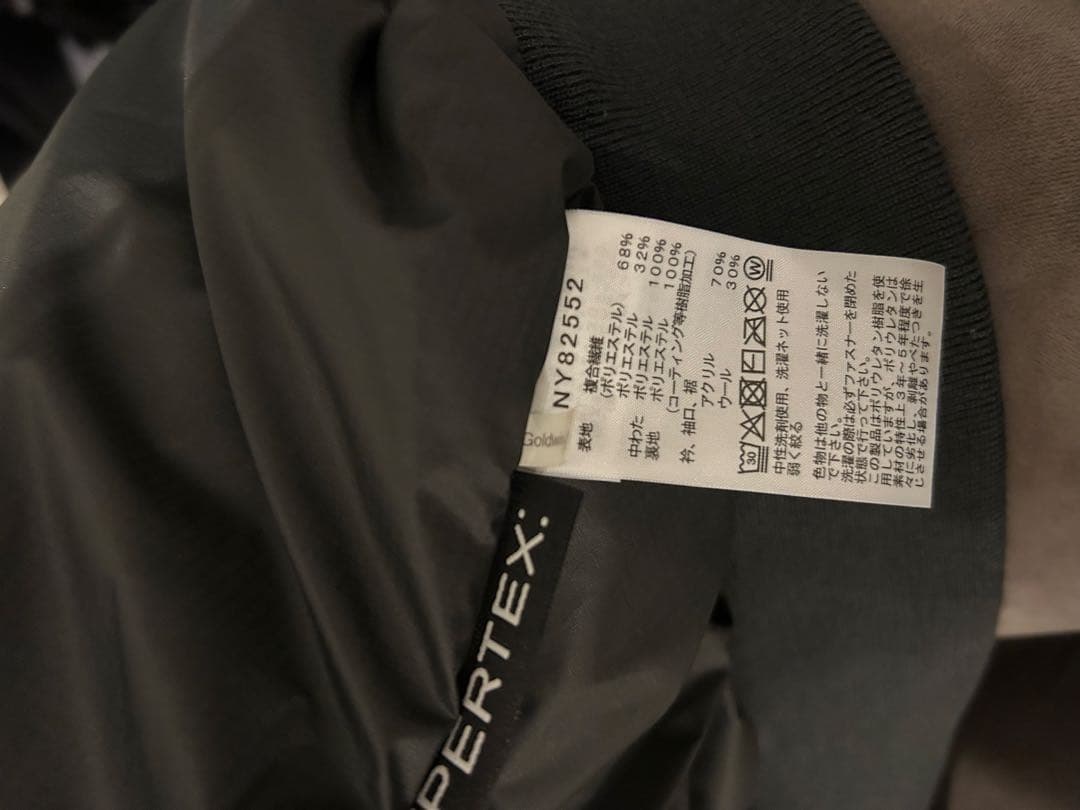 Goldwin
NY82552
表地 複合繊維
(ポリエステル) 68%
ポリエステル 32%
中わた ポリエステル 100%
裏地 ポリエステル 100%
(コーティング等樹脂加工)
衿、袖口、裾
アクリル 70%
ウール 30%
30 W
中性洗剤使用、洗濯ネット使用
弱く絞る
色物は他の物と一緒に洗濯しない
で下さい。
洗濯の際は必ずファスナーを閉めた
状態で行って下さい。
この製品はポリウレタン樹脂を使
用していますが、ポリウレタンは
素材の特性上3年～5年程度で徐
々に劣化し、剥離やべたつきを生
じさせる場合があります。
PERTEX: